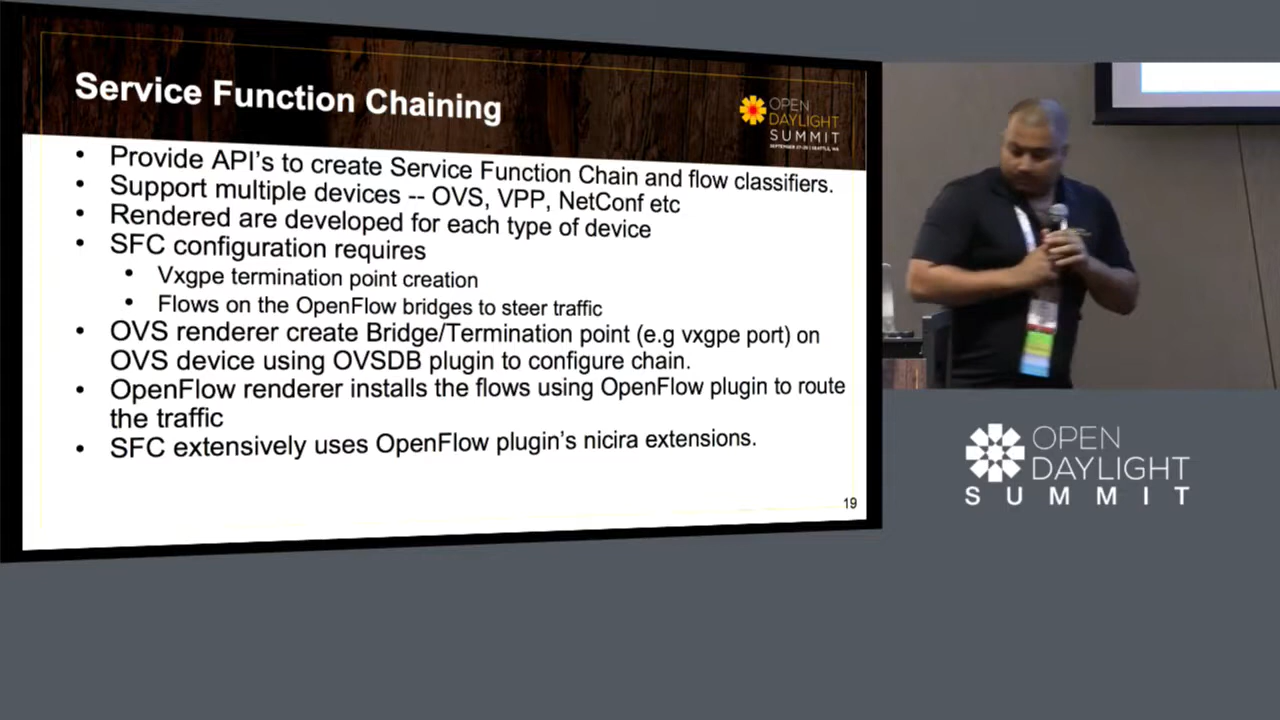 Service Function Chaining
OPEN
DAYLIGHT
SUMMIT
• Provide API's to create Service Function Chain and flow classifiers.
• Support multiple devices -- OVS, VPP, NetConf etc
• Rendered are developed for each type of device
• SFC configuration requires
• Vxgpe termination point creation
• Flows on the OpenFlow bridges to steer traffic
• OVS renderer create Bridge/Termination point (e.g vxgpe port) on
OVS device using OVSDB plugin to configure chain.
• OpenFlow renderer installs the flows using OpenFlow plugin to route
the traffic
• SFC extensively uses OpenFlow plugin's nicira extensions.
19
OPEN
DAYLIGHT
SUMMIT